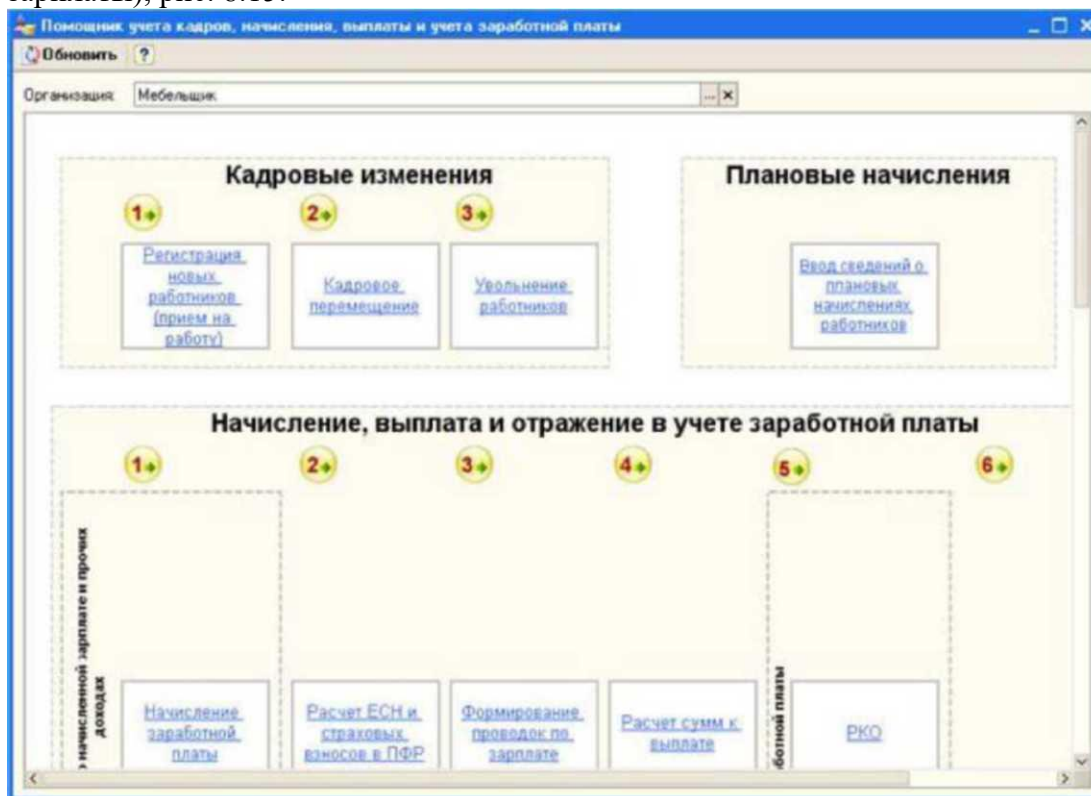 Помощник учета кадров, начисления, выплаты и учета заработной платы
Обновить ?
Организация: Мебельщик ... x
Кадровые изменения
Плановые начисления
1 2 3
Регистрация
новых
работников
(прием на
работу)
Кадровое
перемещение
Увольнение
работников
Ввод сведений о
плановых
начислениях
работников
Начисление, выплата и отражение в учете заработной платы
1 2 3 4 5 6
начисленной зарплате и прочих
доходах
Начисление
заработной
платы
Расчет ЕСН и
страховых
взносов в ПФР
Формирование
проводок по
зарплате
Расчет сумм к
выплате
ботной платы
РКО